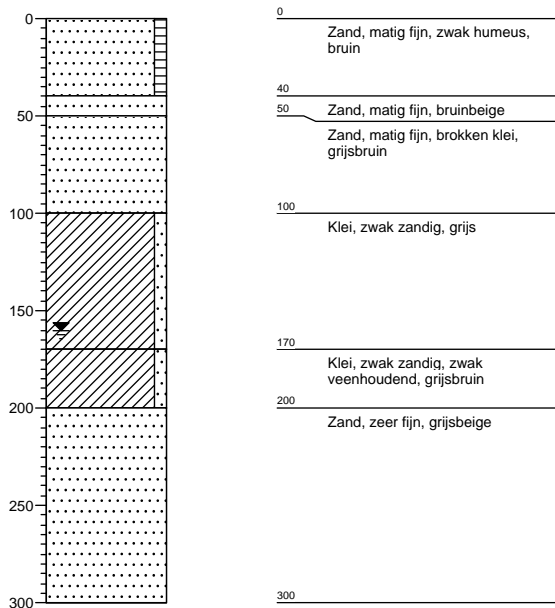 0
50
100
150
200
250
300
0
Zand, matig fijn, zwak humeus,
bruin
40
Zand, matig fijn, bruinbeige
50
Zand, matig fijn, brokken klei,
grijsbruin
100
Klei, zwak zandig, grijs
170
Klei, zwak zandig, zwak
veenhoudend, grijsbruin
200
Zand, zeer fijn, grijsbeige
300